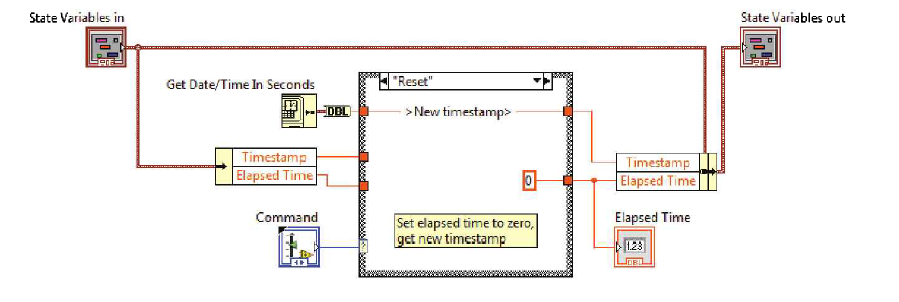 State Variables in
State Variables out
"Reset"
Get Date/Time In Seconds
DBL
>New timestamp>
Timestamp
Elapsed Time
Timestamp
Elapsed Time
0
Command
Set elapsed time to zero,
get new timestamp
Elapsed Time
?
1.23